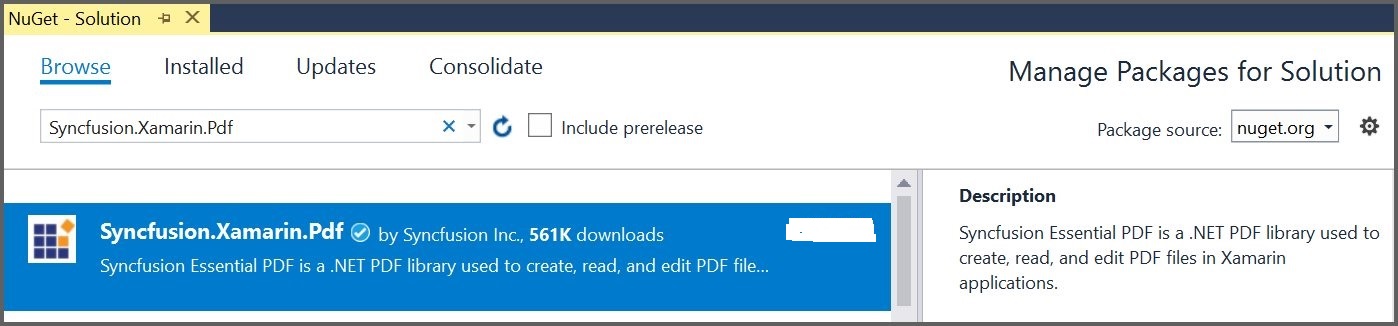 NuGet - Solution
Browse Installed Updates Consolidate
Manage Packages for Solution
Syncfusion.Xamarin.Pdf
Include prerelease
Package source: nuget.org
Syncfusion.Xamarin.Pdf by Syncfusion Inc., 561K downloads
Syncfusion Essential PDF is a .NET PDF library used to create, read, and edit PDF file...
Description
Syncfusion Essential PDF is a .NET PDF library used to
create, read, and edit PDF files in Xamarin
applications.